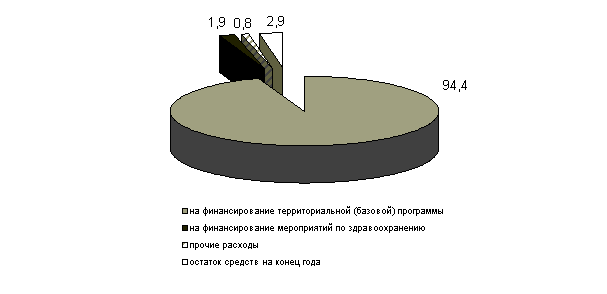 1,9 0,8 2,9
94,4
на финансирование территориальной (базовой) программы
на финансирование мероприятий по здравоохранению
прочие расходы
остаток средств на конец года